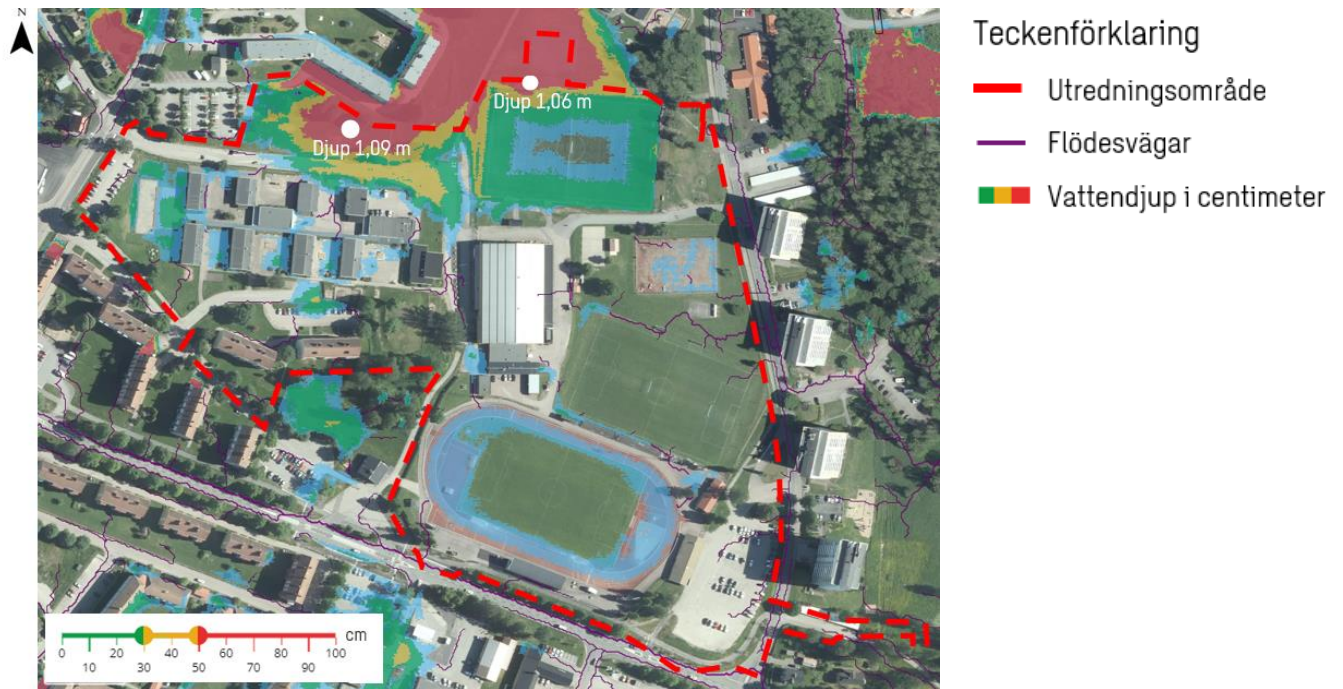 N
Teckenförklaring
Utredningsområde
Flödesvägar
Vattendjup i centimeter
Djup 1,06 m
Djup 1,09 m
cm
0 10 20 30 40 50 60 70 80 90 100